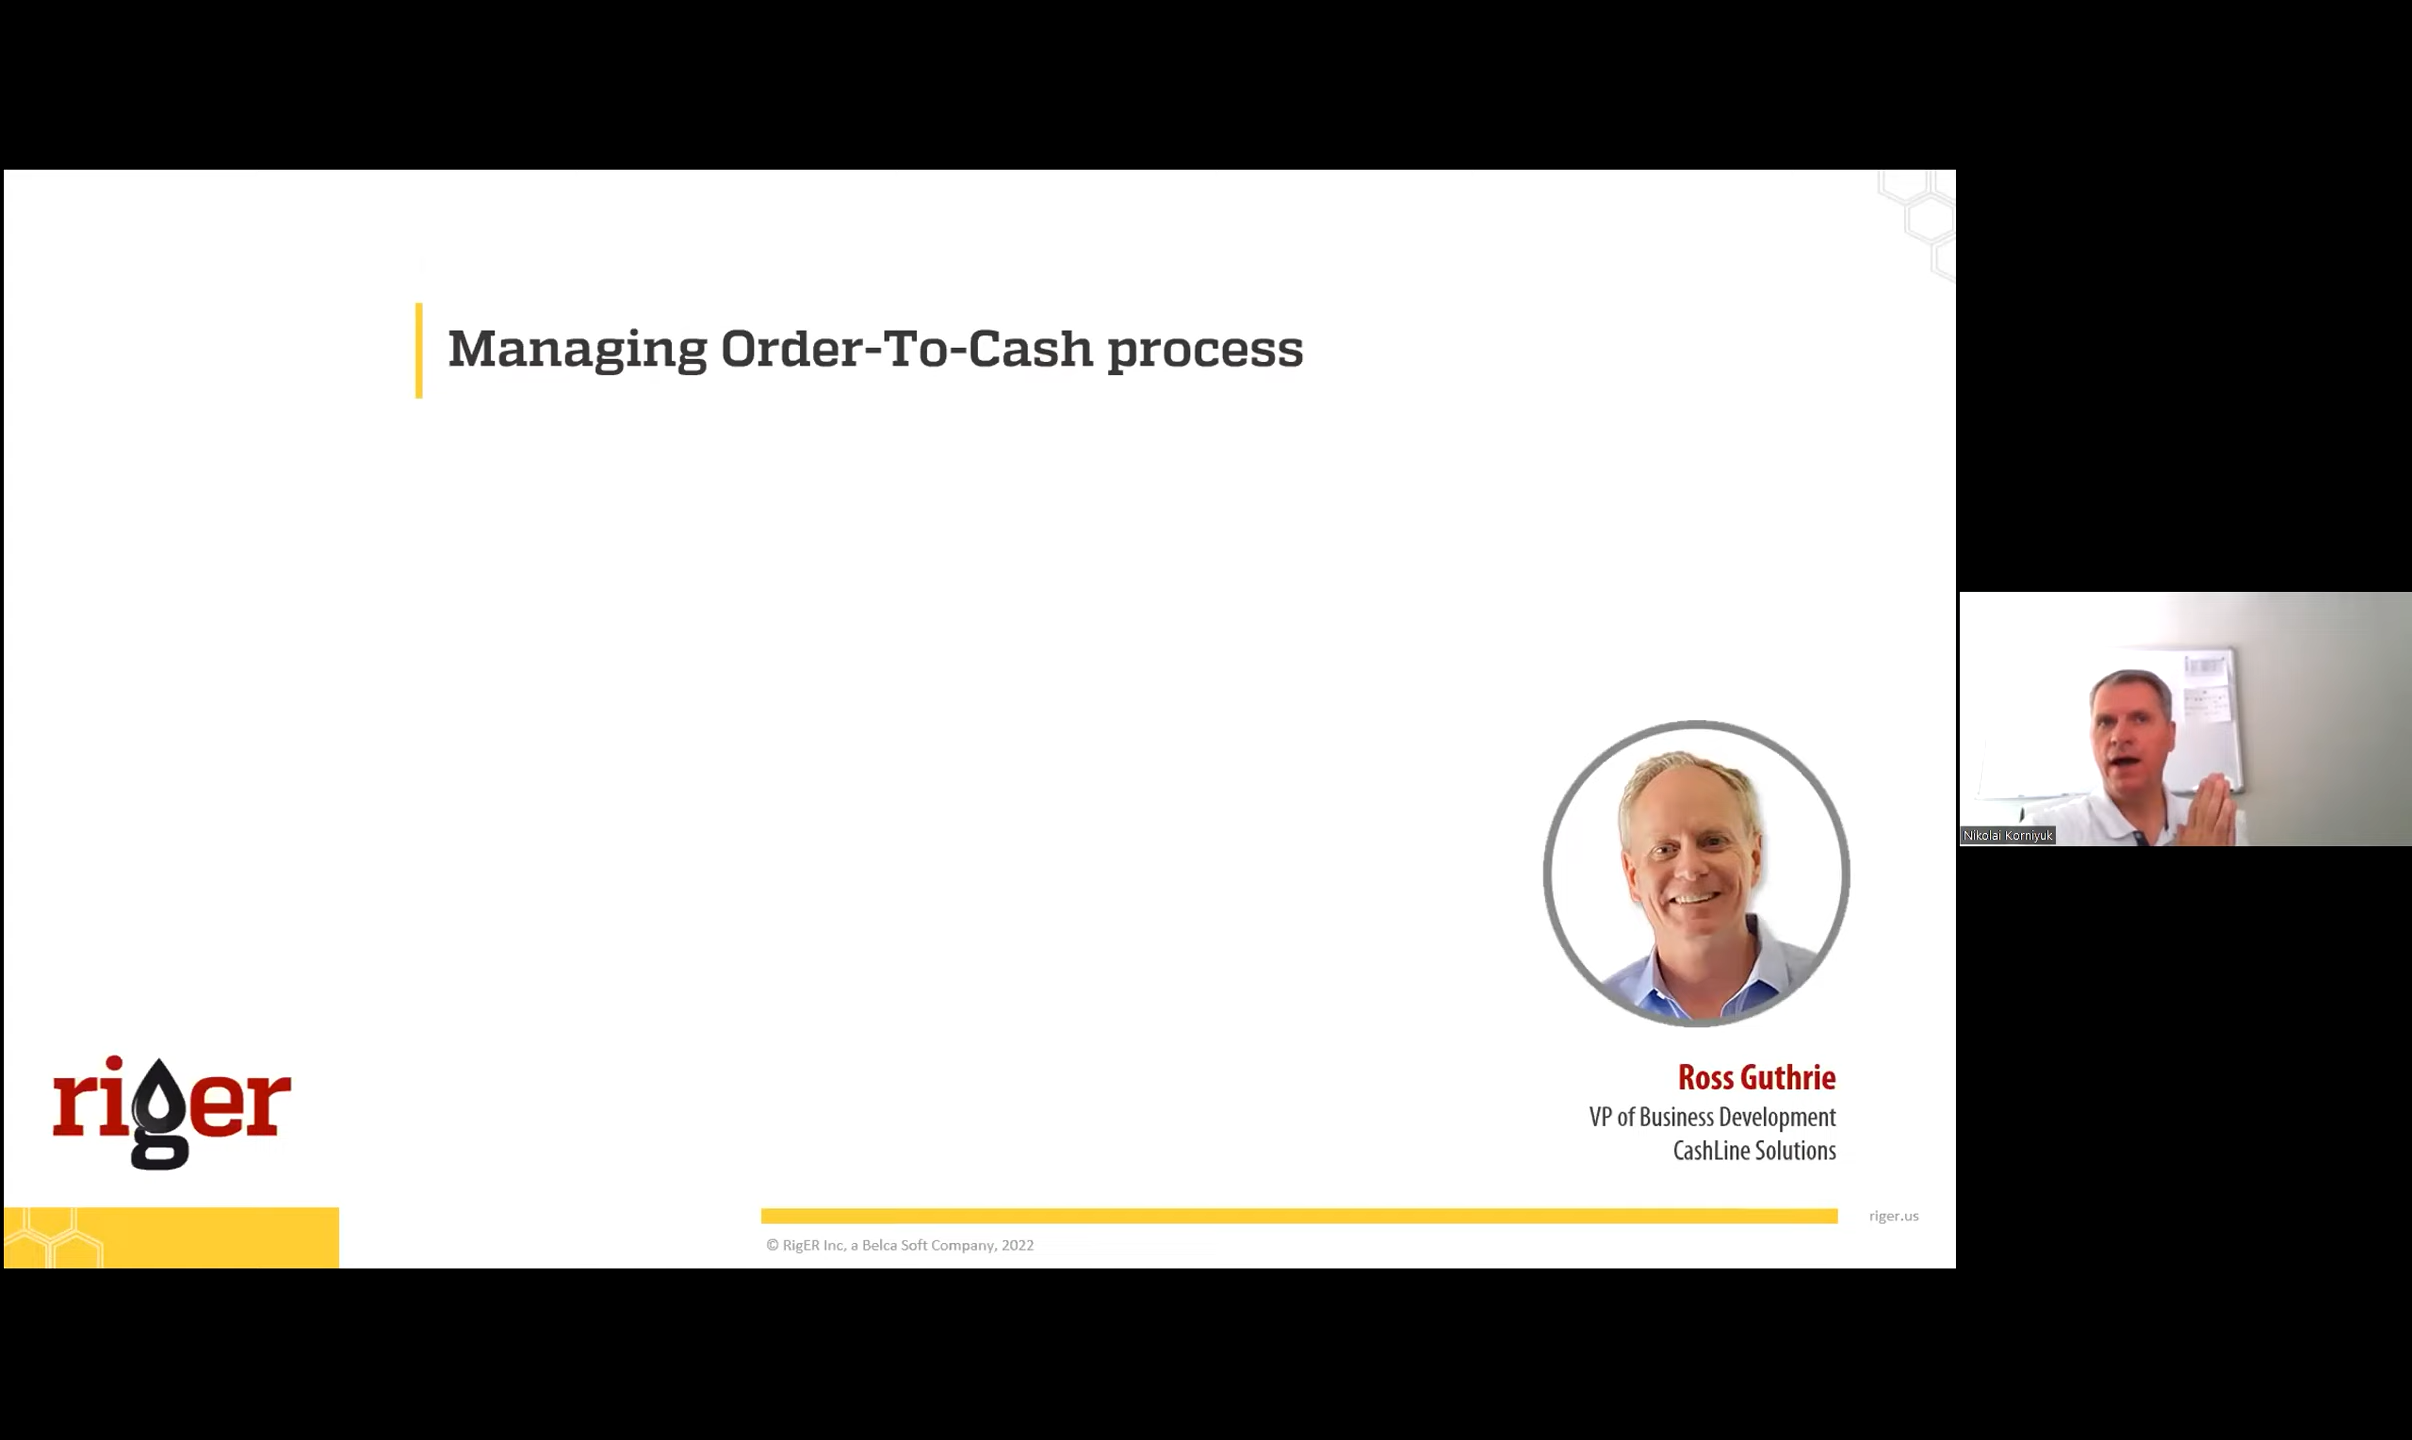 Managing Order-To-Cash process
Nikolai Korniyuk
riger
Ross Guthrie
VP of Business Development
CashLine Solutions
riger.us
© RigER Inc, a Belca Soft Company, 2022